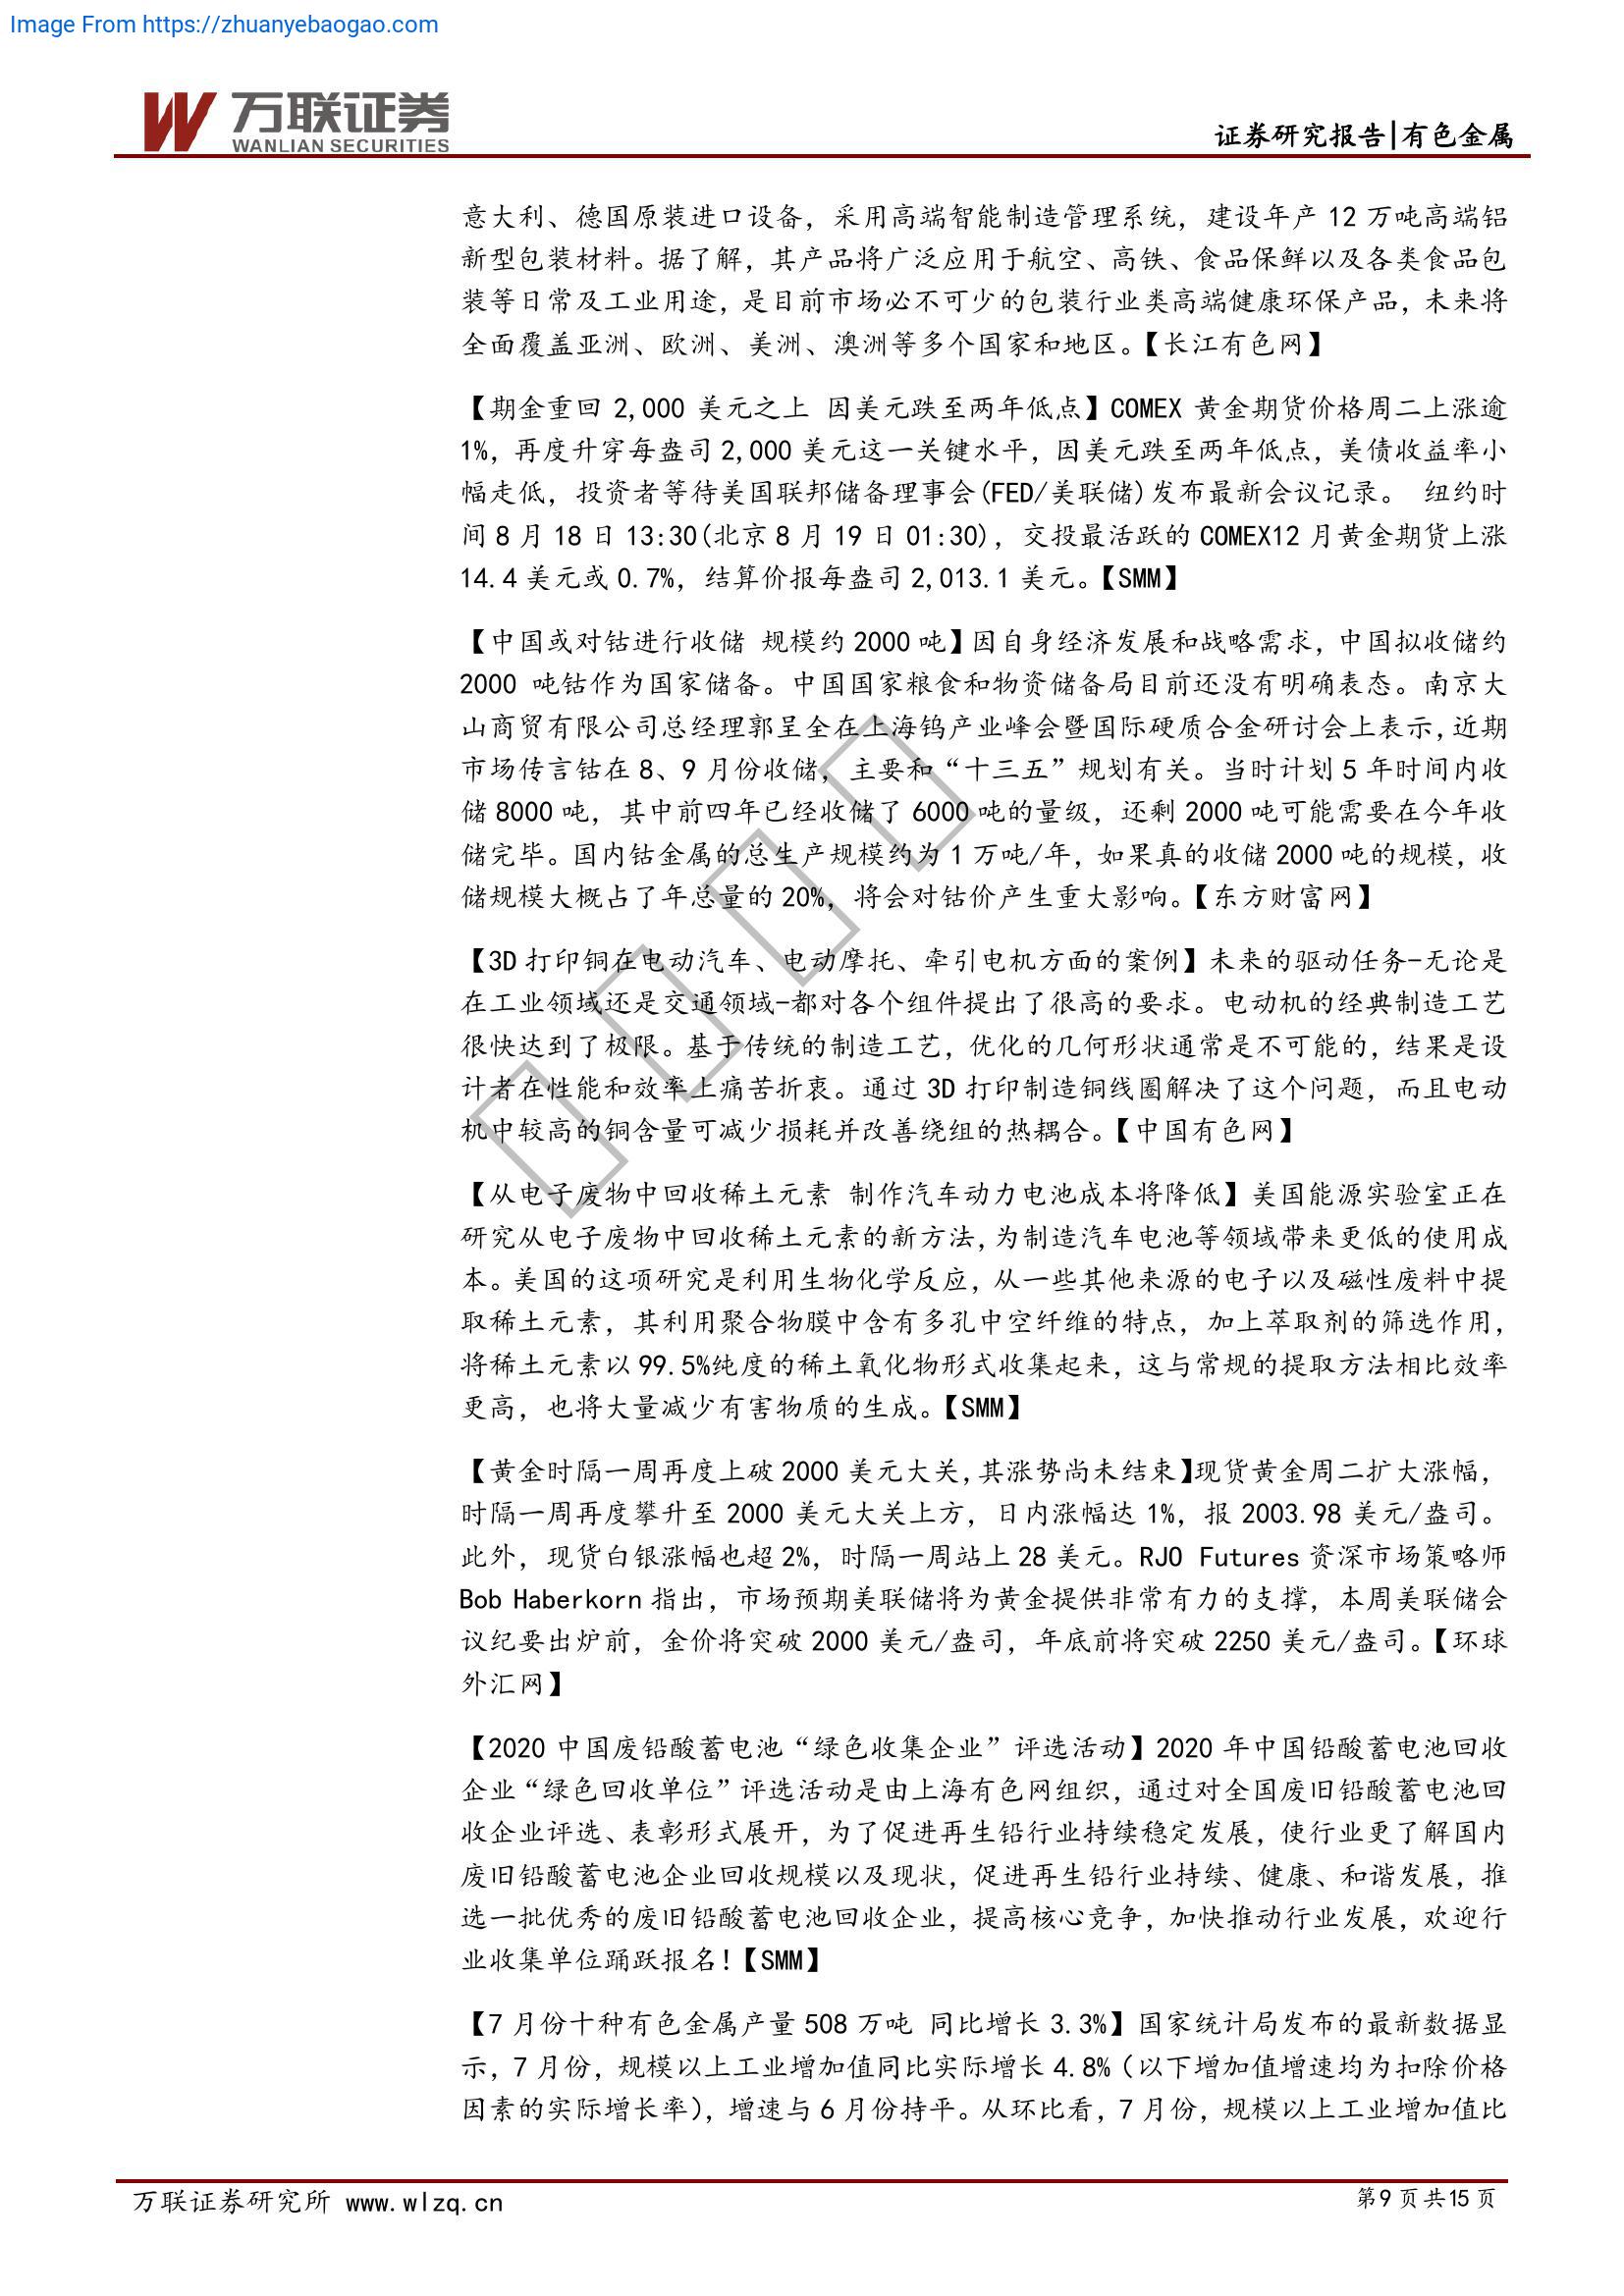 Image From https://zhuanyebaogao.com
万联证券
WANLIAN SECURITIES
证券研究报告|有色金属
意大利、德国原装进口设备，采用高端智能制造管理系统，建设年产 12 万吨高端铝
新型包装材料。据了解，其产品将广泛应用于航空、高铁、食品保鲜以及各类食品包
装等日常及工业用途，是目前市场必不可少的包装行业类高端健康环保产品，未来将
全面覆盖亚洲、欧洲、美洲、澳洲等多个国家和地区。【长江有色网】
【期金重回 2,000 美元之上 因美元跌至两年低点】COMEX 黄金期货价格周二上涨逾
1%，再度升穿每盎司 2,000 美元这一关键水平，因美元跌至两年低点，美债收益率小
幅走低，投资者等待美国联邦储备理事会(FED/美联储)发布最新会议记录。 纽约时
间 8 月 18 日 13:30(北京 8 月 19 日 01:30)，交投最活跃的 COMEX12 月黄金期货上涨
14.4 美元或 0.7%，结算价报每盎司 2,013.1 美元。【SMM】
【中国或对钴进行收储 规模约 2000 吨】因自身经济发展和战略需求，中国拟收储约
2000 吨钴作为国家储备。中国国家粮食和物资储备局目前还没有明确表态。南京大
山商贸有限公司总经理郭呈全在上海钨产业峰会暨国际硬质合金研讨会上表示，近期
市场传言钴在 8、9 月份收储，主要和“十三五”规划有关。当时计划 5 年时间内收
储 8000 吨，其中前四年已经收储了 6000 吨的量级，还剩 2000 吨可能需要在今年收
储完毕。国内钴金属的总生产规模约为 1 万吨/年，如果真的收储 2000 吨的规模，收
储规模大概占了年总量的 20%，将会对钴价产生重大影响。【东方财富网】
【3D 打印铜在电动汽车、电动摩托、牵引电机方面的案例】未来的驱动任务-无论是
在工业领域还是交通领域-都对各个组件提出了很高的要求。电动机的经典制造工艺
很快达到了极限。基于传统的制造工艺，优化的几何形状通常是不可能的，结果是设
计者在性能和效率上痛苦折衷。通过 3D 打印制造铜线圈解决了这个问题，而且电动
机中较高的铜含量可减少损耗并改善绕组的热耦合。【中国有色网】
【从电子废物中回收稀土元素 制作汽车动力电池成本将降低】美国能源实验室正在
研究从电子废物中回收稀土元素的新方法，为制造汽车电池等领域带来更低的使用成
本。美国的这项研究是利用生物化学反应，从一些其他来源的电子以及磁性废料中提
取稀土元素，其利用聚合物膜中含有多孔中空纤维的特点，加上萃取剂的筛选作用，
将稀土元素以 99.5%纯度的稀土氧化物形式收集起来，这与常规的提取方法相比效率
更高，也将大量减少有害物质的生成。【SMM】
【黄金时隔一周再度上破 2000 美元大关,其涨势尚未结束】现货黄金周二扩大涨幅，
时隔一周再度攀升至 2000 美元大关上方，日内涨幅达 1%，报 2003.98 美元/盎司。
此外，现货白银涨幅也超 2%，时隔一周站上 28 美元。RJO Futures 资深市场策略师
Bob Haberkorn 指出，市场预期美联储将为黄金提供非常有力的支撑，本周美联储会
议纪要出炉前，金价将突破 2000 美元/盎司，年底前将突破 2250 美元/盎司。【环球
外汇网】
【2020 中国废铅酸蓄电池“绿色收集企业”评选活动】2020 年中国铅酸蓄电池回收
企业“绿色回收单位”评选活动是由上海有色网组织，通过对全国废旧铅酸蓄电池回
收企业评选、表彰形式展开，为了促进再生铅行业持续稳定发展，使行业更了解国内
废旧铅酸蓄电池企业回收规模以及现状，促进再生铅行业持续、健康、和谐发展，推
选一批优秀的废旧铅酸蓄电池回收企业，提高核心竞争，加快推动行业发展，欢迎行
业收集单位踊跃报名!【SMM】
【7 月份十种有色金属产量 508 万吨 同比增长 3.3%】国家统计局发布的最新数据显
示，7 月份，规模以上工业增加值同比实际增长 4.8%（以下增加值增速均为扣除价格
因素的实际增长率），增速与 6 月份持平。从环比看，7 月份，规模以上工业增加值比
万联证券研究所 www.wlzq.cn
第 9 页 共 15 页